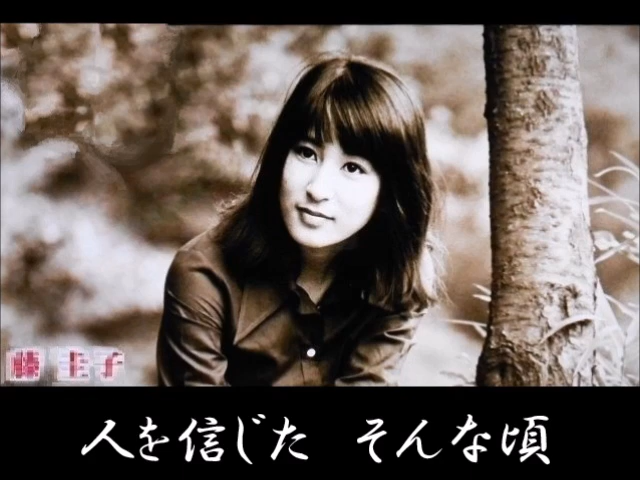 藤 圭子
人を信じた　そんな頃